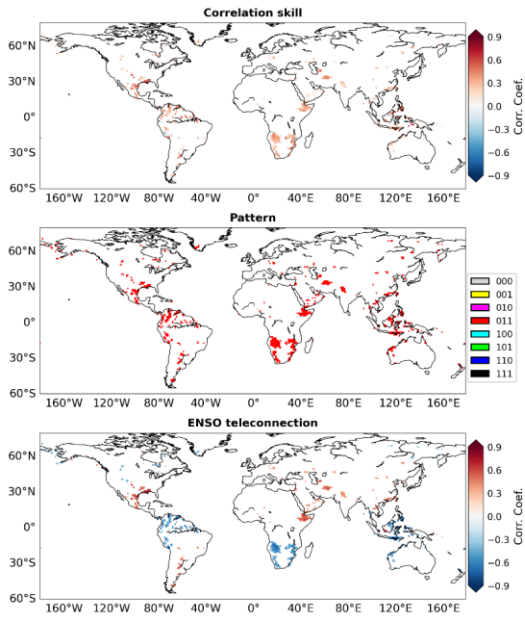 Correlation skill
60°N
30°N
0°
30°S
60°S
160°W 120°W 80°W 40°W 0° 40°E 80°E 120°E 160°E
0.9
0.6
0.3
0.0
−0.3
−0.6
−0.9
Corr. Coef.
Pattern
60°N
30°N
0°
30°S
60°S
160°W 120°W 80°W 40°W 0° 40°E 80°E 120°E 160°E
000
001
010
011
100
101
110
111
ENSO teleconnection
60°N
30°N
0°
30°S
60°S
160°W 120°W 80°W 40°W 0° 40°E 80°E 120°E 160°E
0.9
0.6
0.3
0.0
−0.3
−0.6
−0.9
Corr. Coef.